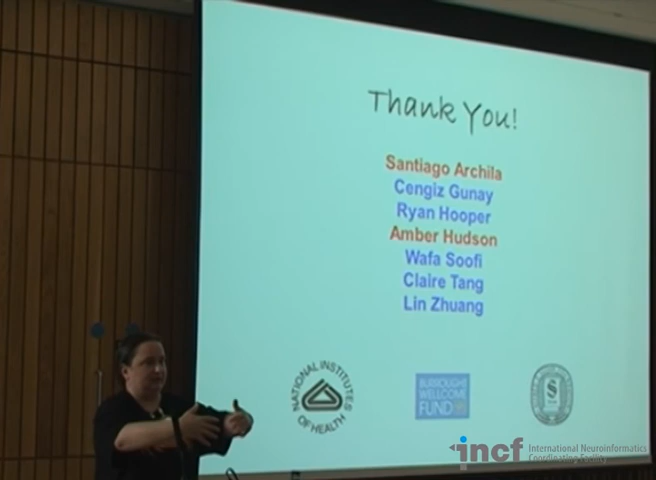 Thank You!
Santiago Archila
Cengiz Gunay
Ryan Hooper
Amber Hudson
Wafa Soofi
Claire Tang
Lin Zhuang
NATIONAL INSTITUTES
OF HEALTH
BURROUGHS
WELLCOME
FUND
incf
International Neuroinformatics
Coordinating Facility